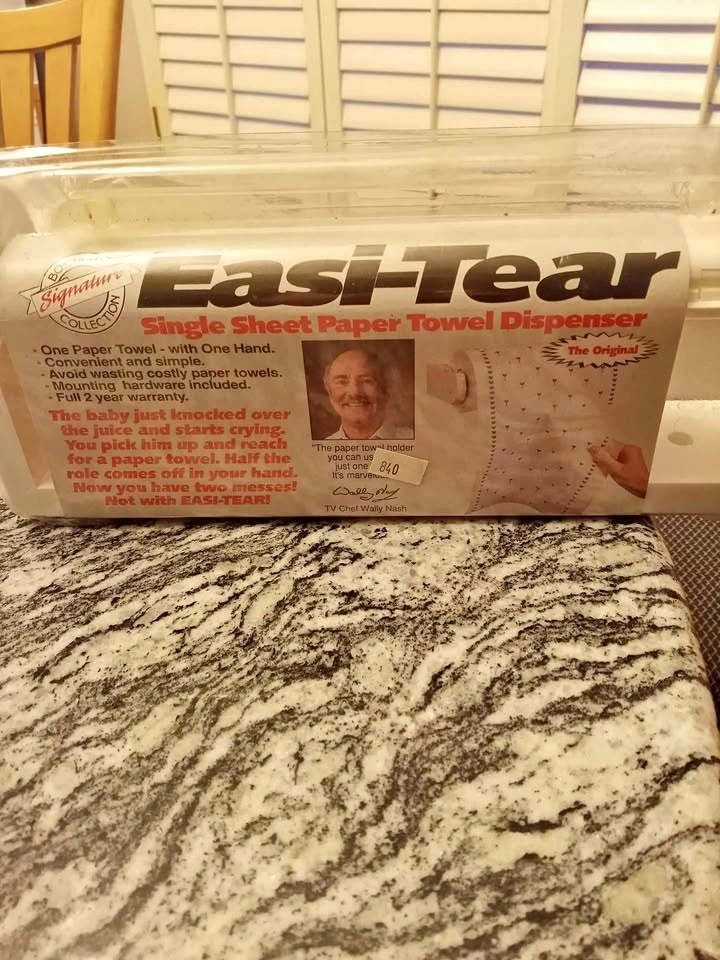 Signature
COLLECTION
Easi-Tear
Single Sheet Paper Towel Dispenser
- One Paper Towel - with One Hand.
- Convenient and simple.
- Avoid wasting costly paper towels.
- Mounting hardware included.
- Full 2 year warranty.
The baby just knocked over
the juice and starts crying.
You pick him up and reach
for a paper towel. Half the
role comes off in your hand.
Now you have two messes!
Not with EASI-TEAR!
The Original
"The paper towel holder
you can
just one
It's
840
Wally Nash
TV Chef Wally Nash